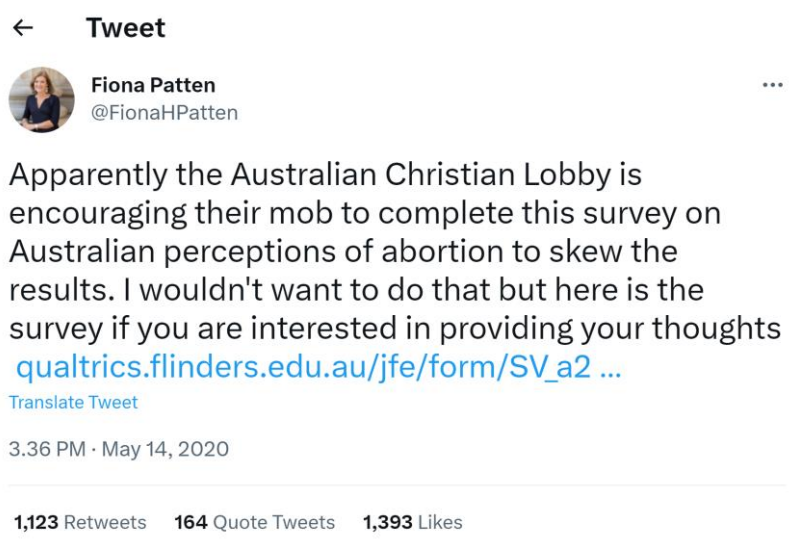 Tweet
Fiona Patten
@FionaHPatten
Apparently the Australian Christian Lobby is
encouraging their mob to complete this survey on
Australian perceptions of abortion to skew the
results. I wouldn't want to do that but here is the
survey if you are interested in providing your thoughts
qualtrics.flinders.edu.au/jfe/form/SV_a2 ...
Translate Tweet
3.36 PM · May 14, 2020
1,123 Retweets 164 Quote Tweets 1,393 Likes